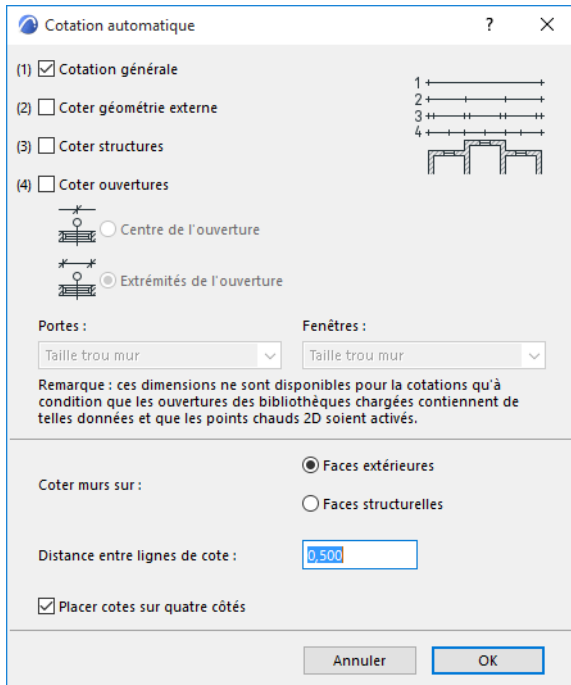 Cotation automatique ?
(1) Cotation générale
(2) Coter géométrie externe
(3) Coter structures
(4) Coter ouvertures
1
2
3
4
Centre de l'ouverture
Extrémités de l'ouverture
Portes :
Fenêtres :
Taille trou mur
Taille trou mur
Remarque : ces dimensions ne sont disponibles pour la cotations qu'à
condition que les ouvertures des bibliothèques chargées contiennent de
telles données et que les points chauds 2D soient activés.
Coter murs sur :
Faces extérieures
Faces structurelles
Distance entre lignes de cote :
0,500
Placer cotes sur quatre côtés
Annuler
OK